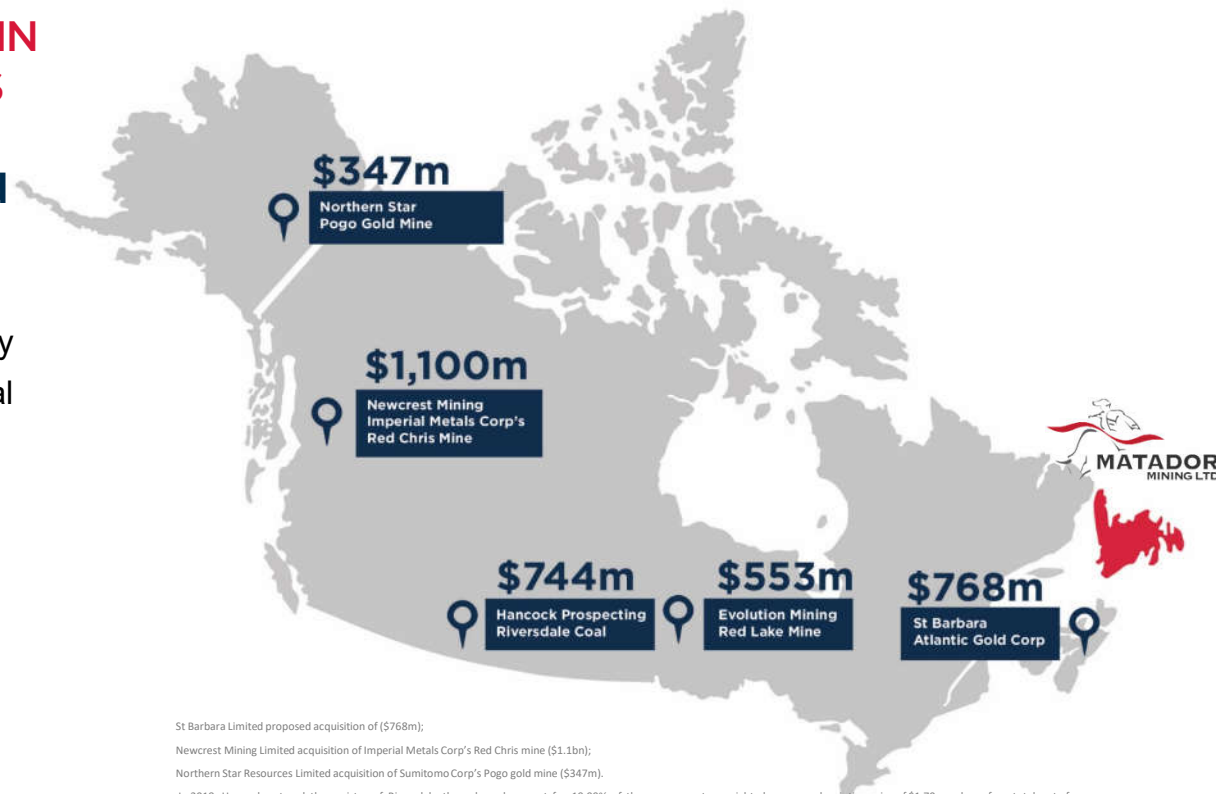 IN
S
$347m
Northern Star
Pogo Gold Mine
y
al
$1,100m
Newcrest Mining
Imperial Metals Corp's
Red Chris Mine
MATADOR
MINING LTD
$744m
Hancock Prospecting
Riversdale Coal
$553m
Evolution Mining
Red Lake Mine
$768m
St Barbara
Atlantic Gold Corp
St Barbara Limited proposed acquisition of ($768m);
Newcrest Mining Limited acquisition of Imperial Metals Corp's Red Chris mine ($1.1bn);
Northern Star Resources Limited acquisition of Sumitomo Corp's Pogo gold mine ($347m).